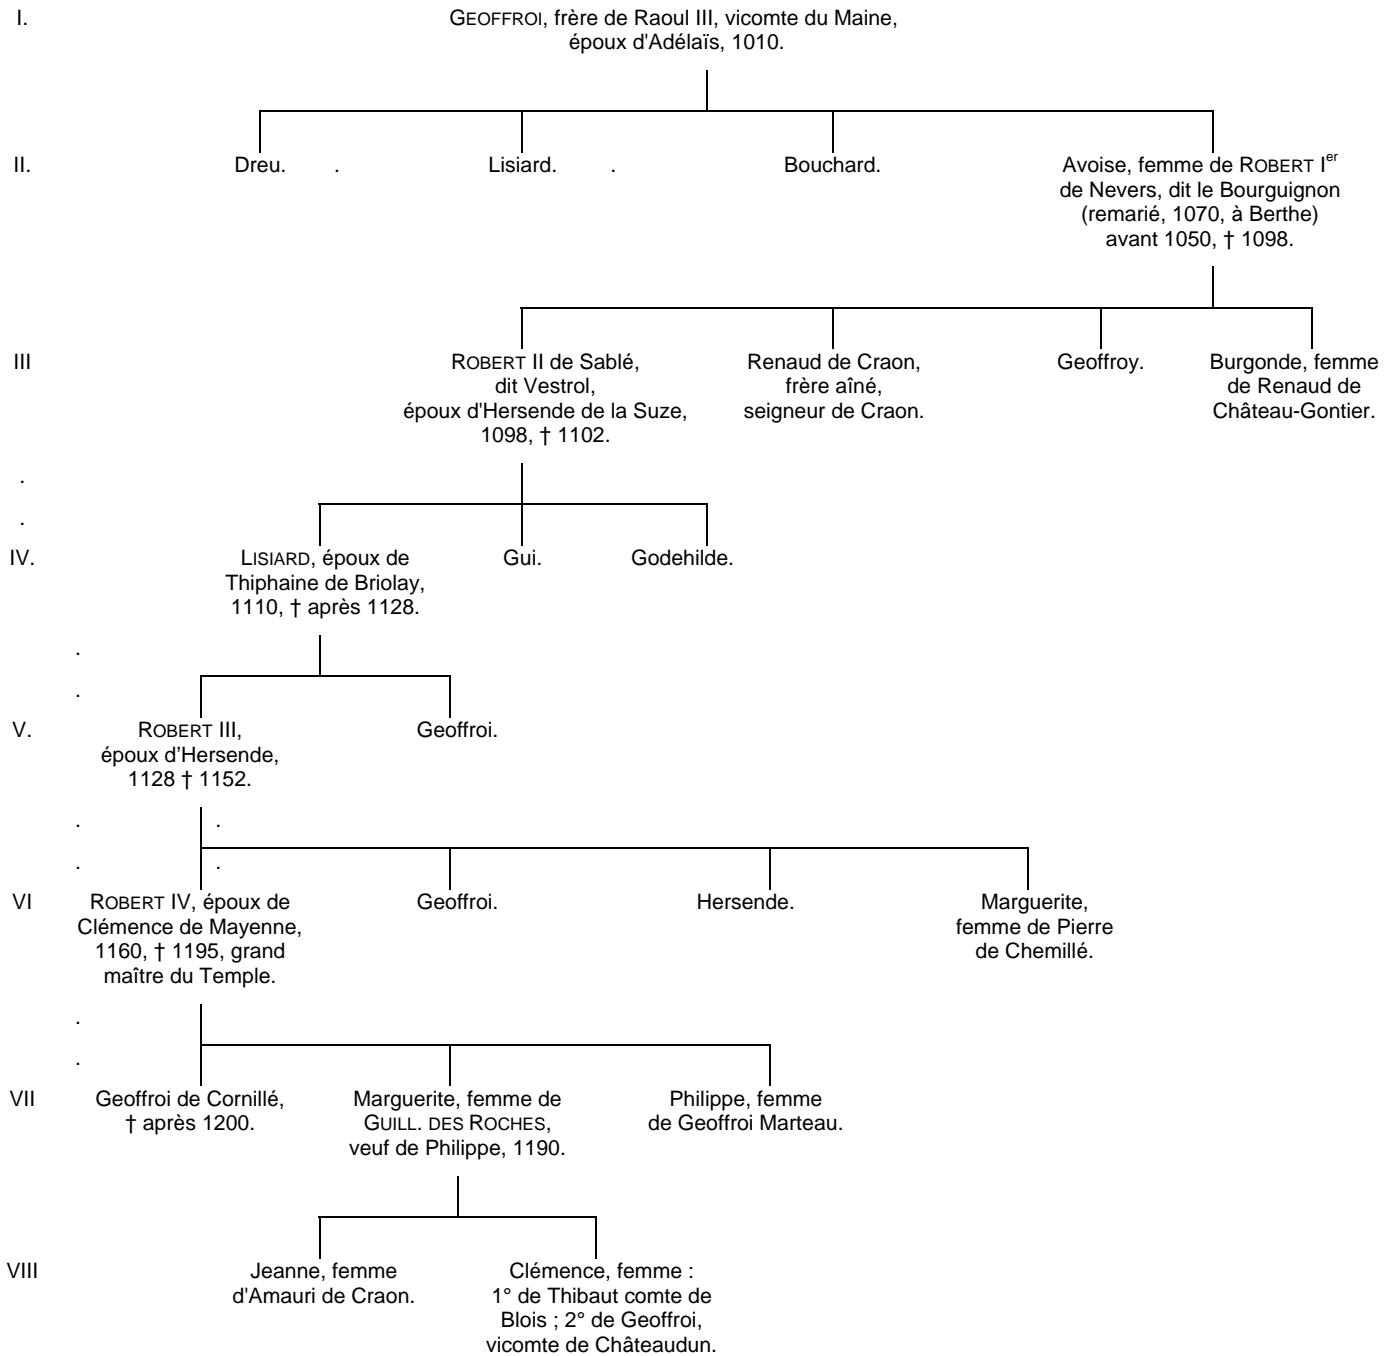 I.
GEOFFROI, frère de Raoul III, vicomte du Maine,
époux d'Adélaïs, 1010.
II.
Dreu. .
Lisiard. .
Bouchard.
Avoise, femme de ROBERT Ier
de Nevers, dit le Bourguignon
(remarié, 1070, à Berthe)
avant 1050, † 1098.
III
ROBERT II de Sablé,
dit Vestrol,
époux d'Hersende de la Suze,
1098, † 1102.
Renaud de Craon,
frère aîné,
seigneur de Craon.
Geoffroy.
Burgonde, femme
de Renaud de
Château-Gontier.
.
.
IV.
LISIARD, époux de
Thiphaine de Briolay,
1110, † après 1128.
Gui.
Godehilde.
.
.
V.
ROBERT III,
époux d’Hersende,
1128 † 1152.
Geoffroi.
. .
. .
VI
ROBERT IV, époux de
Clémence de Mayenne,
1160, † 1195, grand
maître du Temple.
Geoffroi.
Hersende.
Marguerite,
femme de Pierre
de Chemillé.
.
.
VII
Geoffroi de Cornillé,
† après 1200.
Marguerite, femme de
GUILL. DES ROCHES,
veuf de Philippe, 1190.
Philippe, femme
de Geoffroi Marteau.
VIII
Jeanne, femme
d'Amauri de Craon.
Clémence, femme :
1° de Thibaut comte de
Blois ; 2° de Geoffroi,
vicomte de Châteaudun.